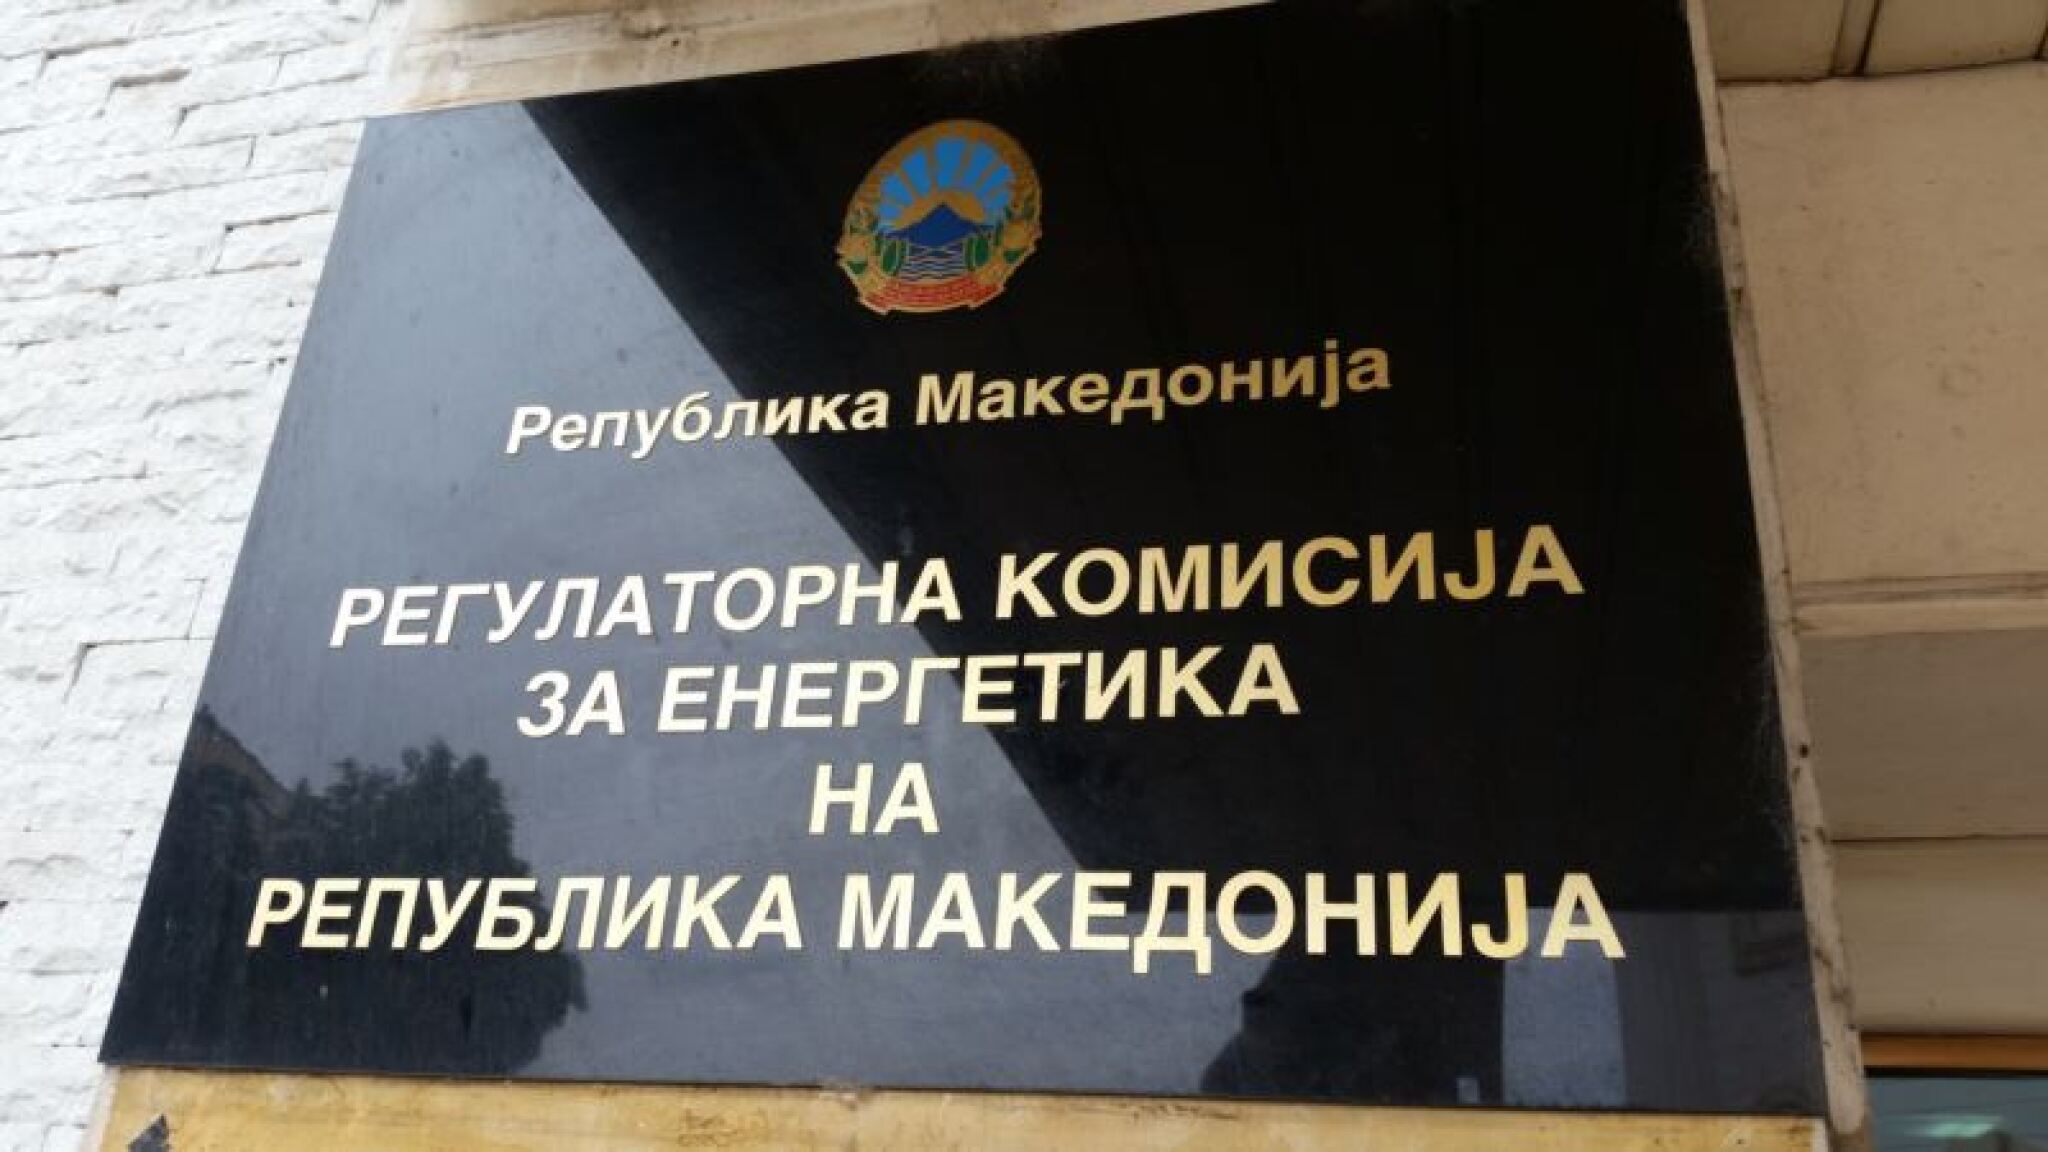 Република Македонија
РЕГУЛАТОРНА КОМИСИЈА
ЗА ЕНЕРГЕТИКА
НА
РЕПУБЛИКА МАКЕДОНИЈА